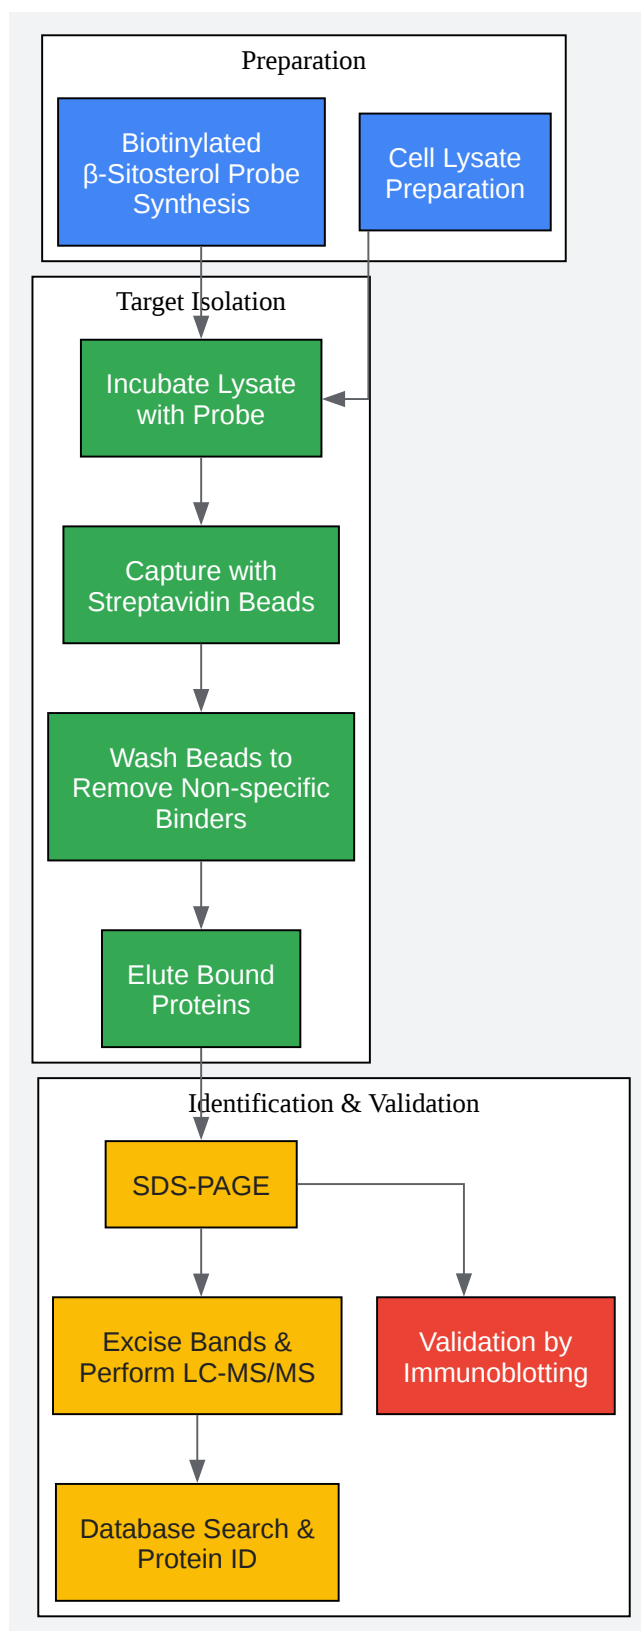 Preparation
Biotinylated
β-Sitosterol Probe
Synthesis
Cell Lysate
Preparation
Target Isolation
Incubate Lysate
with Probe
Capture with
Streptavidin Beads
Wash Beads to
Remove Non-specific
Binders
Elute Bound
Proteins
Identification & Validation
SDS-PAGE
Excise Bands &
Perform LC-MS/MS
Validation by
Immunoblotting
Database Search &
Protein ID